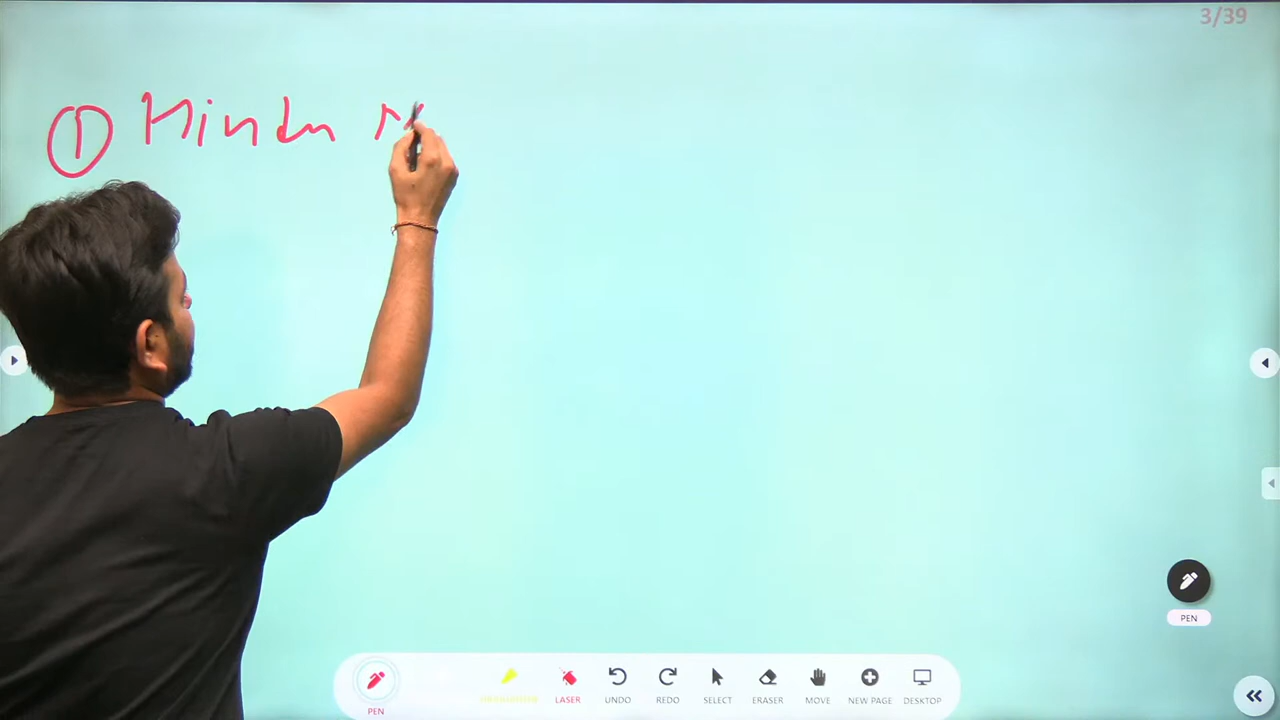 3/39
① Hindu
PEN
PEN
LASER
UNDO
REDO
SELECT
ERASER
MOVE
NEW PAGE
DESKTOP